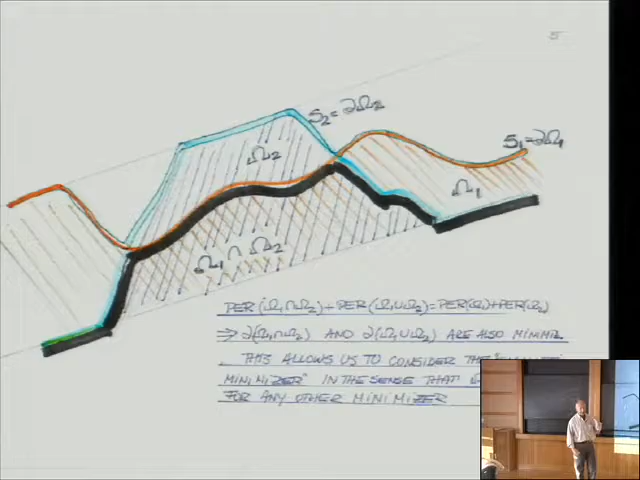 5
S₂=∂Ω₂
S₁=∂Ω₁
Ω₂
Ω₁
Ω₁∩Ω₂
PER(Ω₁∩Ω₂)+PER(Ω₁∪Ω₂)=PER(Ω₁)+PER(Ω₂)
⇒ ∂(Ω₁∩Ω₂) AND ∂(Ω₁∪Ω₂) ARE ALSO MINIMAL
THIS ALLOWS US TO CONSIDER THE
MINIMIZER" IN THE SENSE THAT
FOR ANY OTHER MINIMIZER